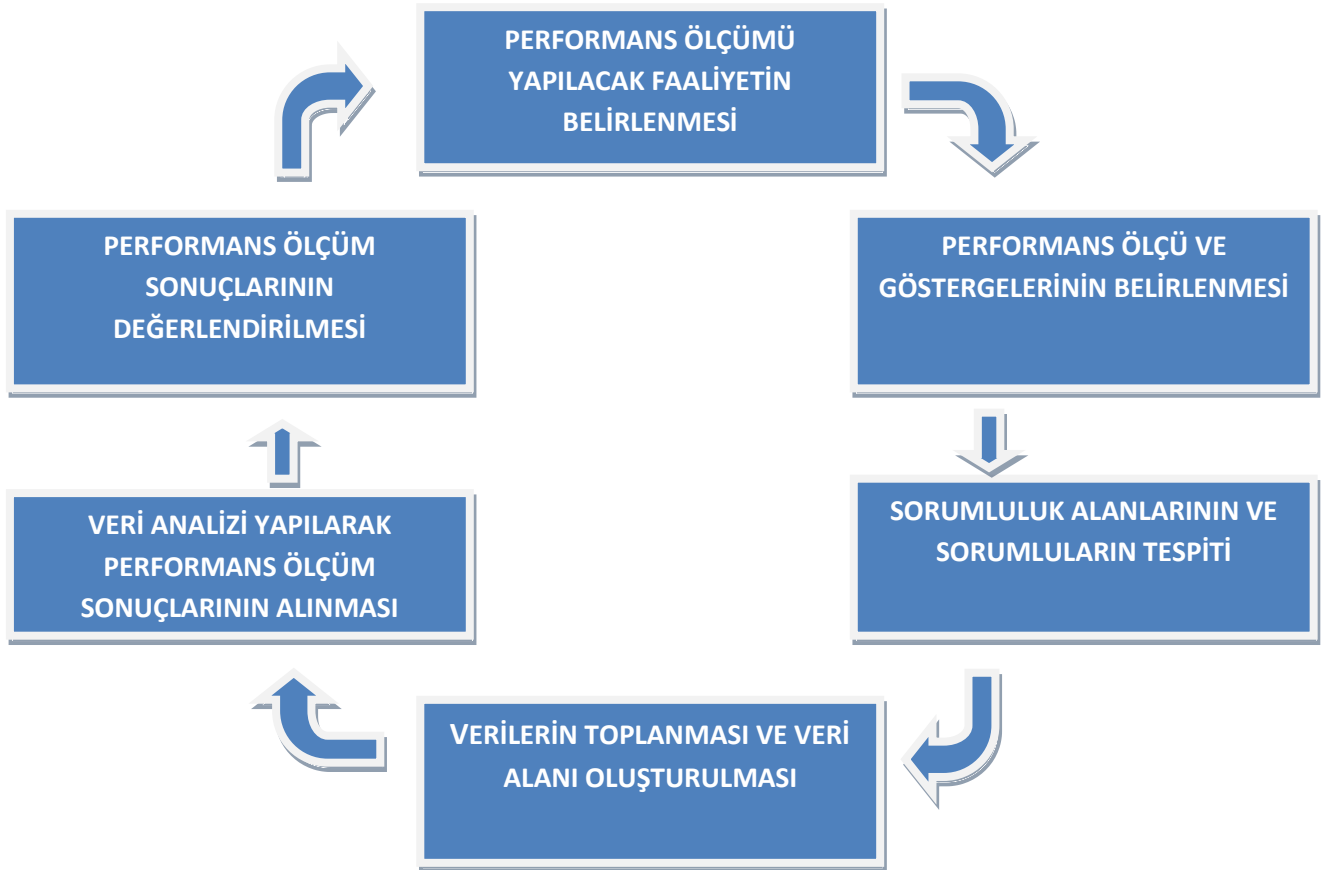 PERFORMANS ÖLÇÜMÜ
YAPILACAK FAALİYETİN
BELİRLENMESİ
PERFORMANS ÖLÇÜ VE
GÖSTERGELERİNİN BELİRLENMESİ
SORUMLULUK ALANLARININ VE
SORUMLULARIN TESPİTİ
VERİLERİN TOPLANMASI VE VERİ
ALANI OLUŞTURULMASI
VERİ ANALİZİ YAPILARAK
PERFORMANS ÖLÇÜM
SONUÇLARININ ALINMASI
PERFORMANS ÖLÇÜM
SONUÇLARININ
DEĞERLENDİRİLMESİ